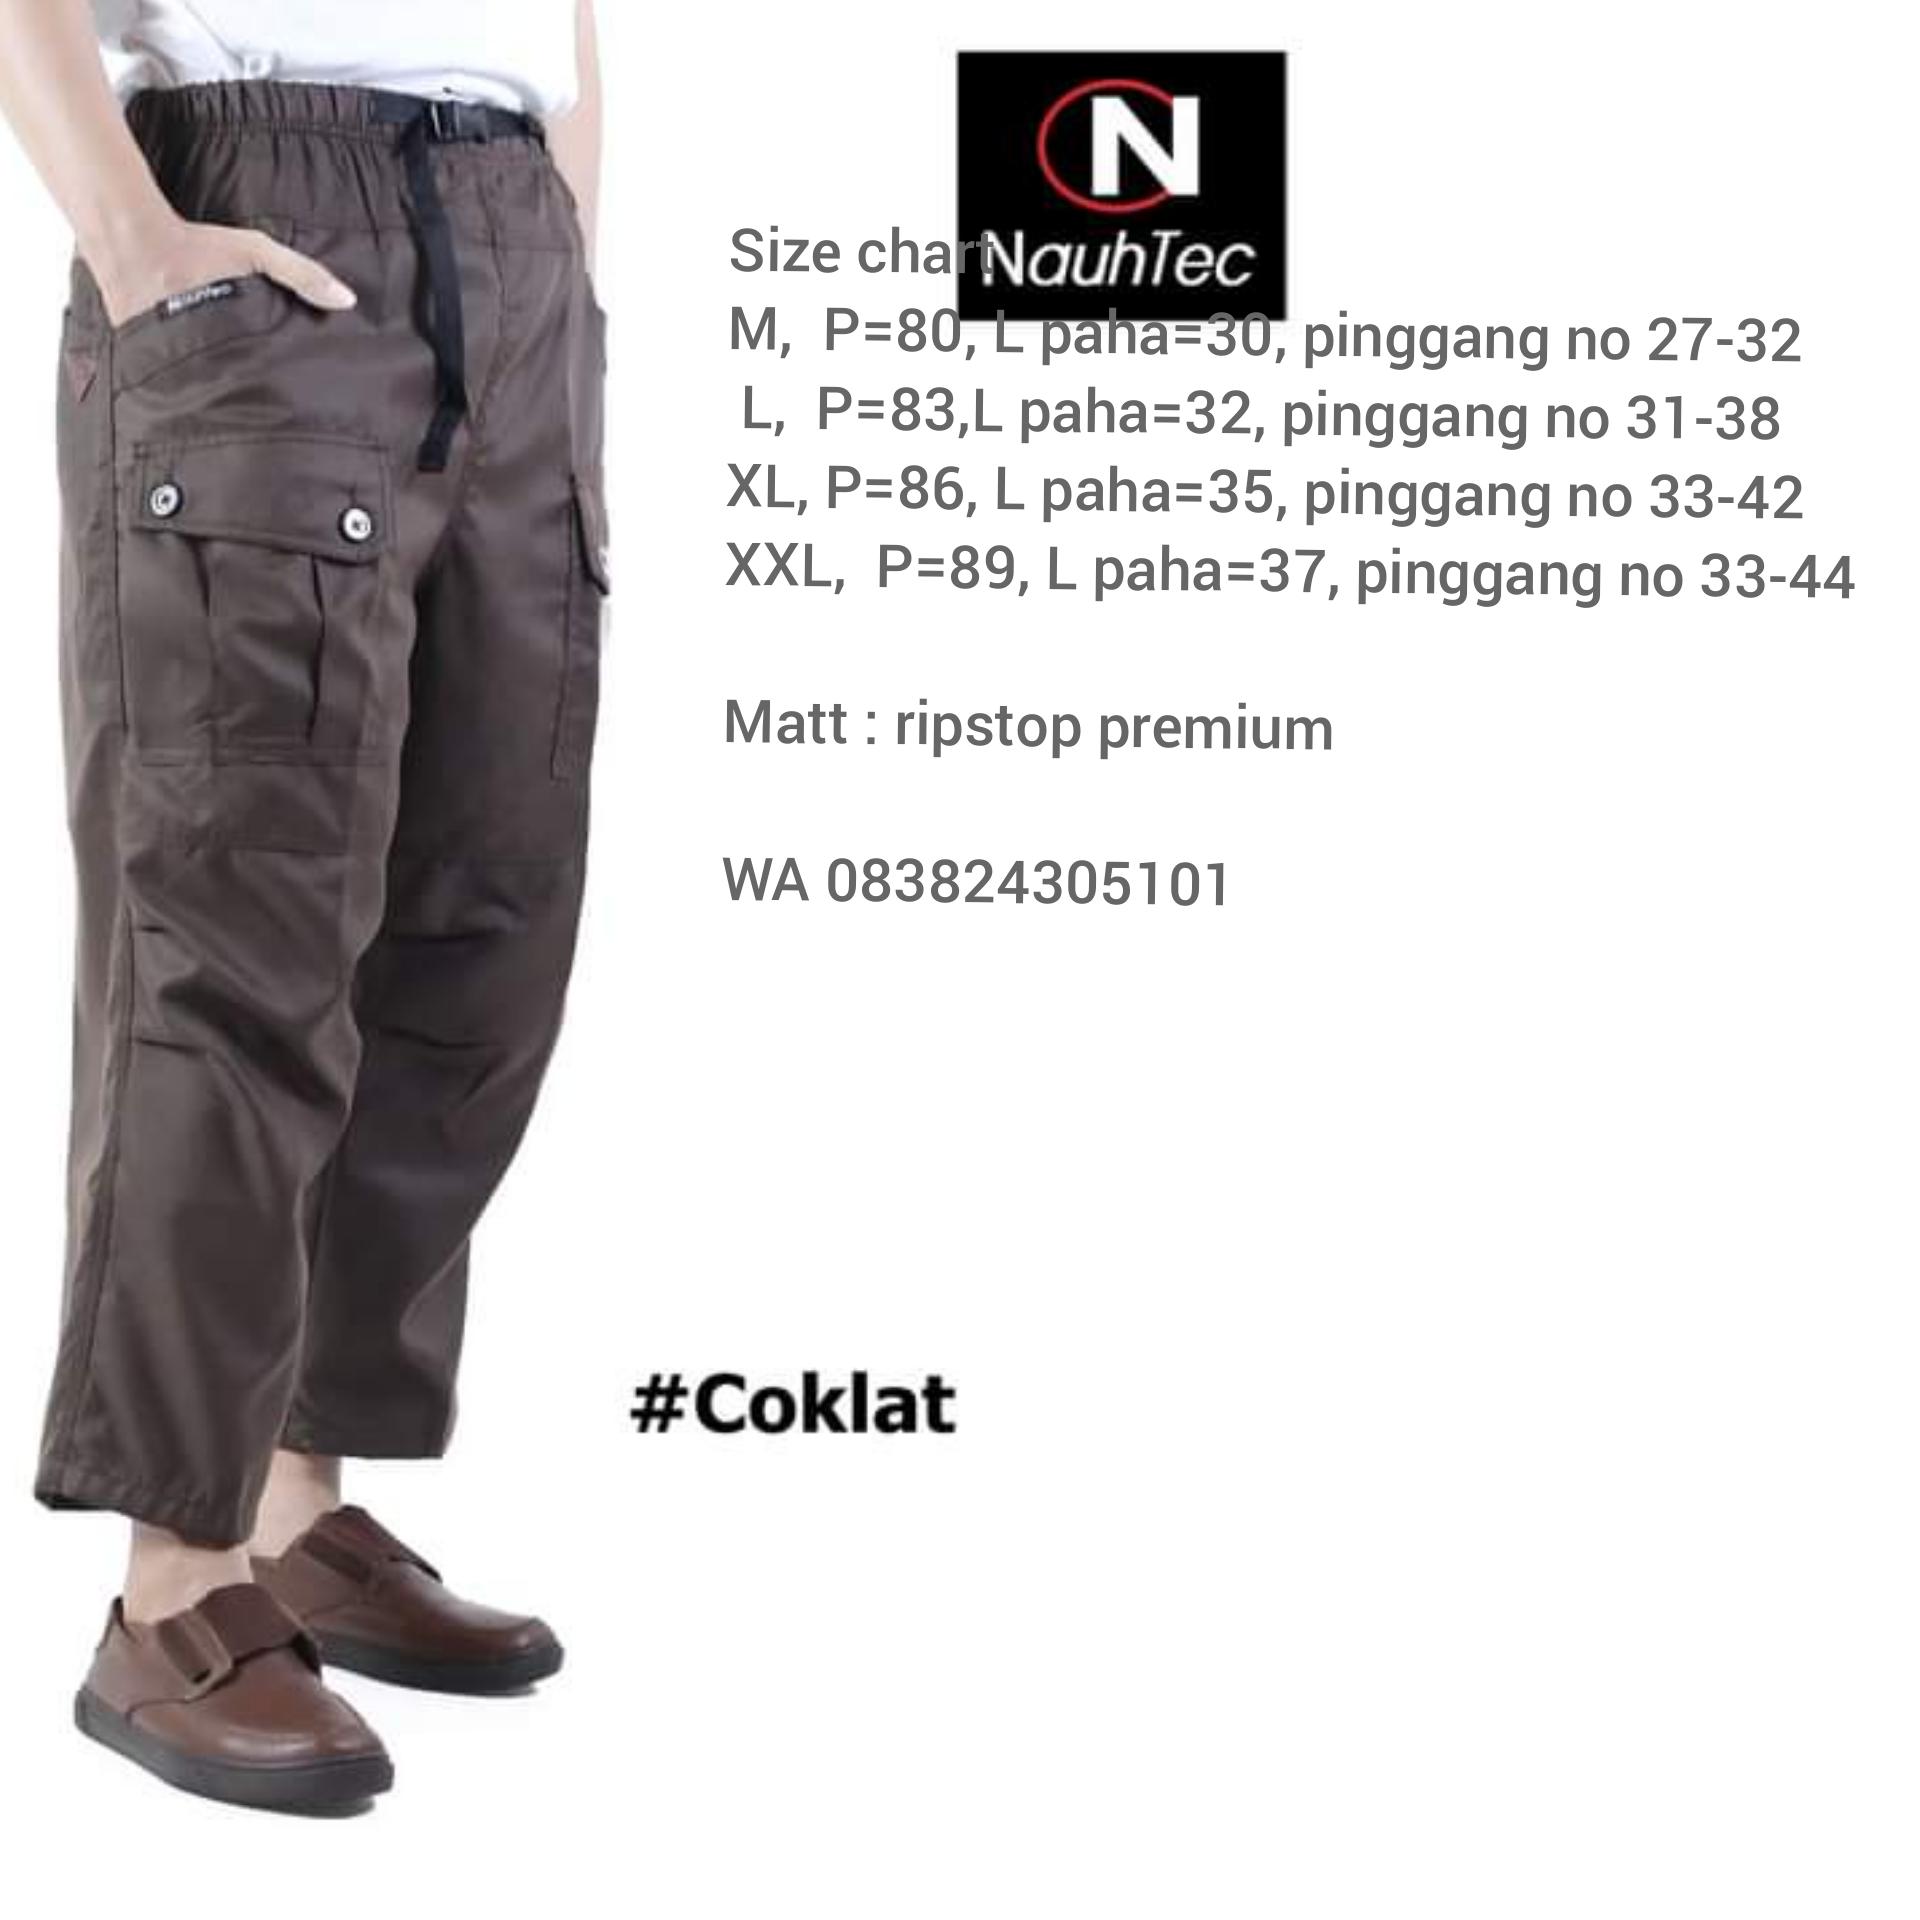 N
NauhTec
Size chart
M, P=80, L paha=30, pinggang no 27-32
L, P=83,L paha=32, pinggang no 31-38
XL, P=86, L paha=35, pinggang no 33-42
XXL, P=89, L paha=37, pinggang no 33-44
Matt : ripstop premium
WA 083824305101
#Coklat
NauhTec